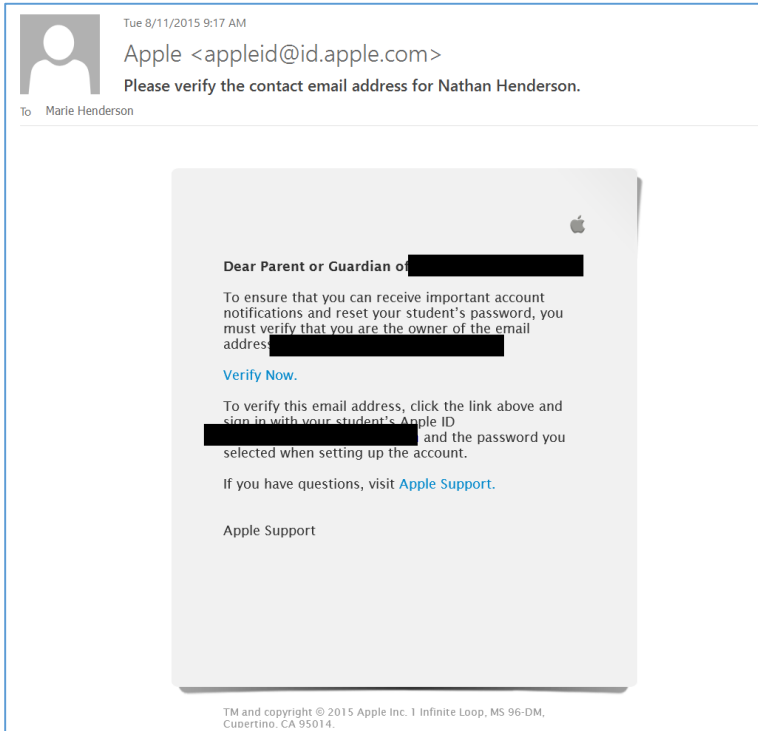 Tue 8/11/2015 9:17 AM
Apple <appleid@id.apple.com>
Please verify the contact email address for Nathan Henderson.
To Marie Henderson
Dear Parent or Guardian of
To ensure that you can receive important account
notifications and reset your student's password, you
must verify that you are the owner of the email
address
Verify Now.
To verify this email address, click the link above and
sign in with your student's Apple ID
and the password you
selected when setting up the account.
If you have questions, visit Apple Support.
Apple Support
TM and copyright © 2015 Apple Inc. 1 Infinite Loop, MS 96-DM,
Cupertino, CA 95014.